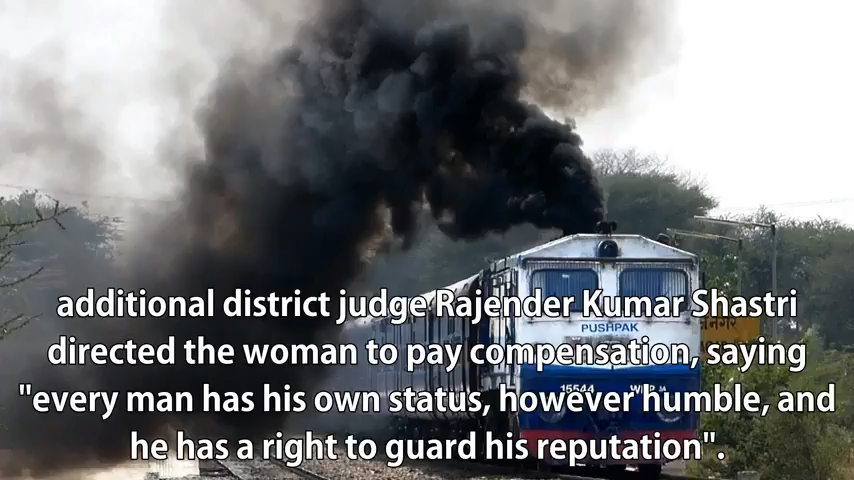 additional district judge Rajender Kumar Shastri
directed the woman to pay compensation, saying
"every man has his own status, however humble, and
he has a right to guard his reputation".
PUSHPAK
15544